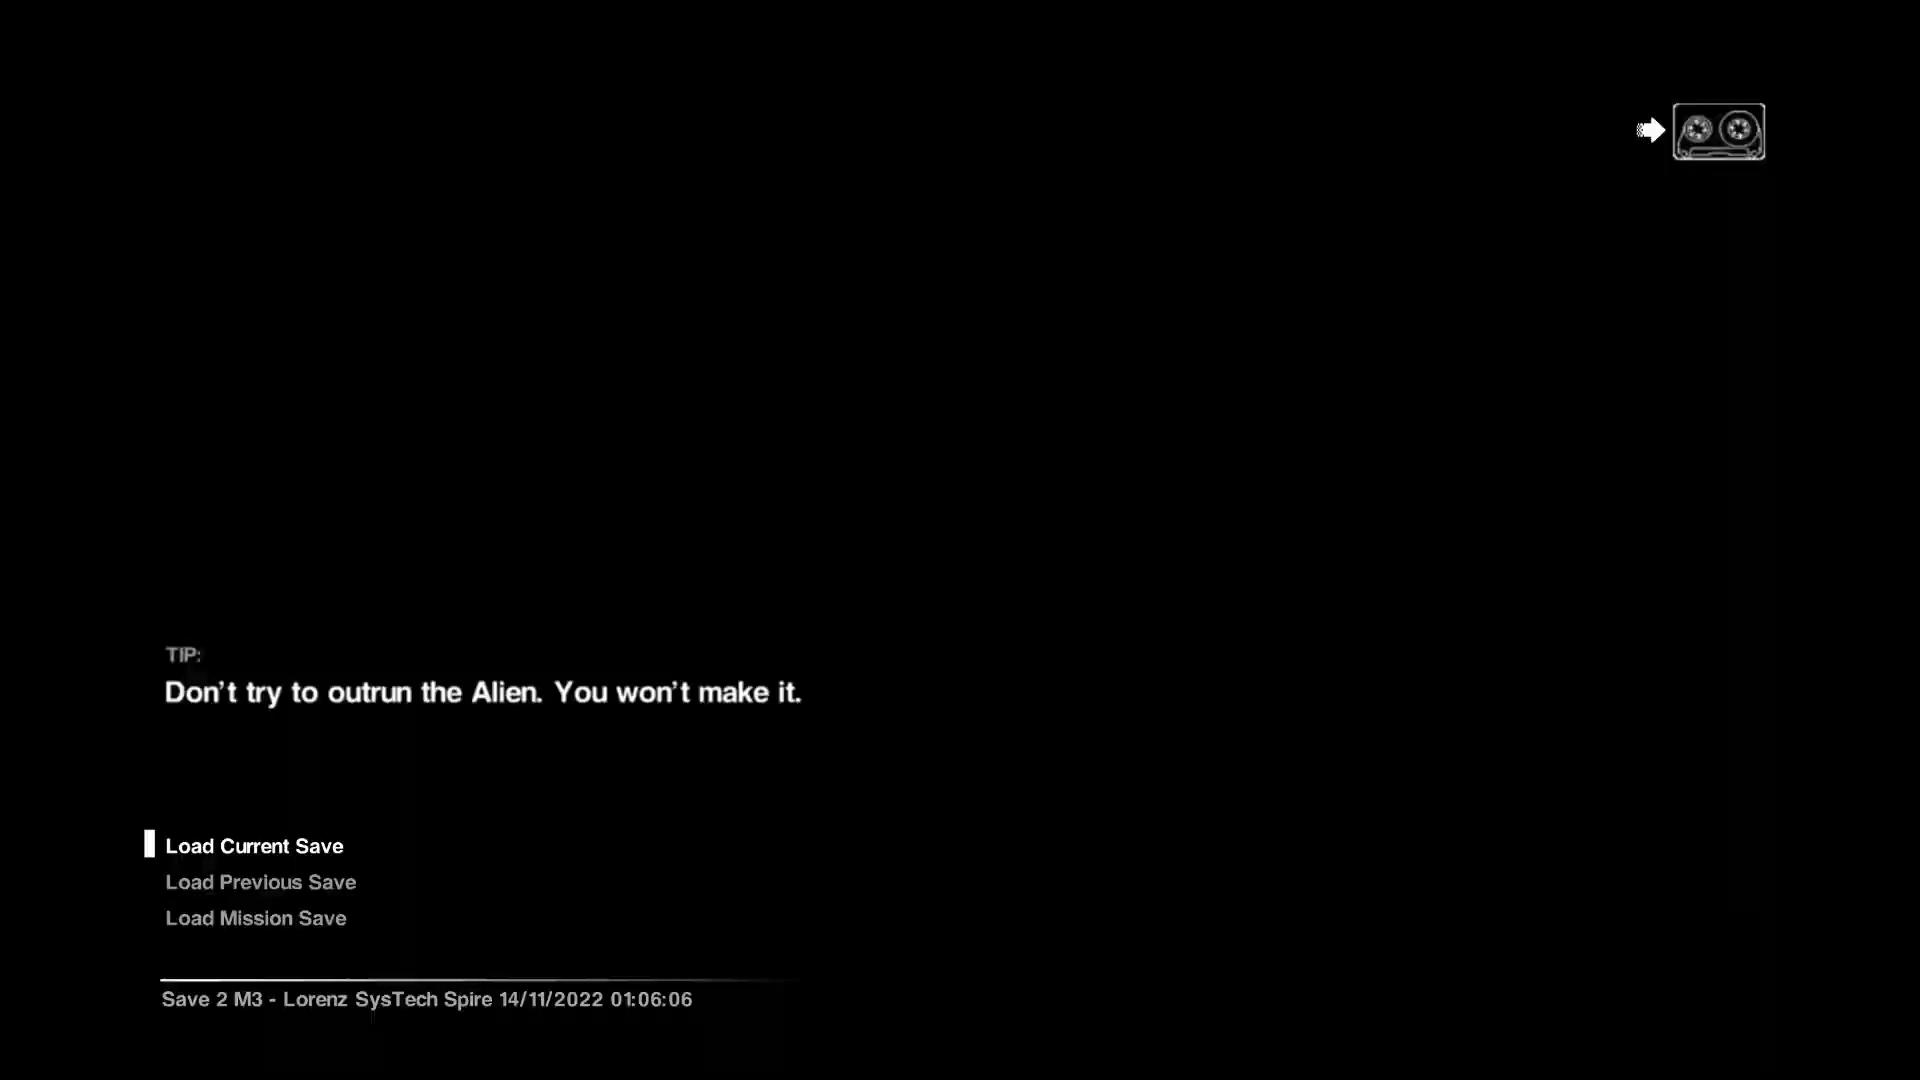 TIP:
Don't try to outrun the Alien. You won't make it.
Load Current Save
Load Previous Save
Load Mission Save
Save 2 M3 - Lorenz SysTech Spire 14/11/2022 01:06:06